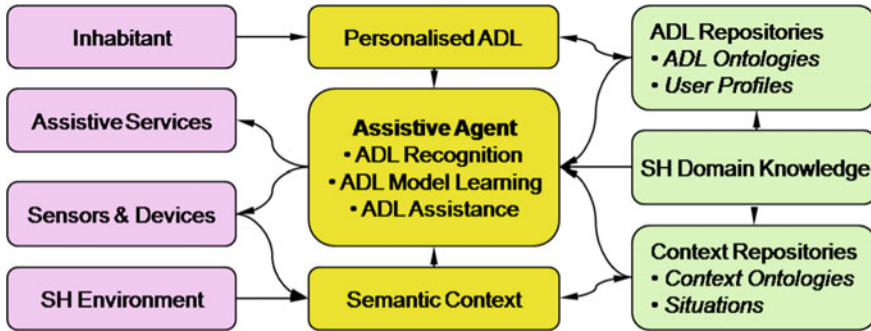 Inhabitant
Assistive Services
Sensors & Devices
SH Environment
Personalised ADL
Assistive Agent
• ADL Recognition
• ADL Model Learning
• ADL Assistance
Semantic Context
ADL Repositories
• ADL Ontologies
• User Profiles
SH Domain Knowledge
Context Repositories
• Context Ontologies
• Situations